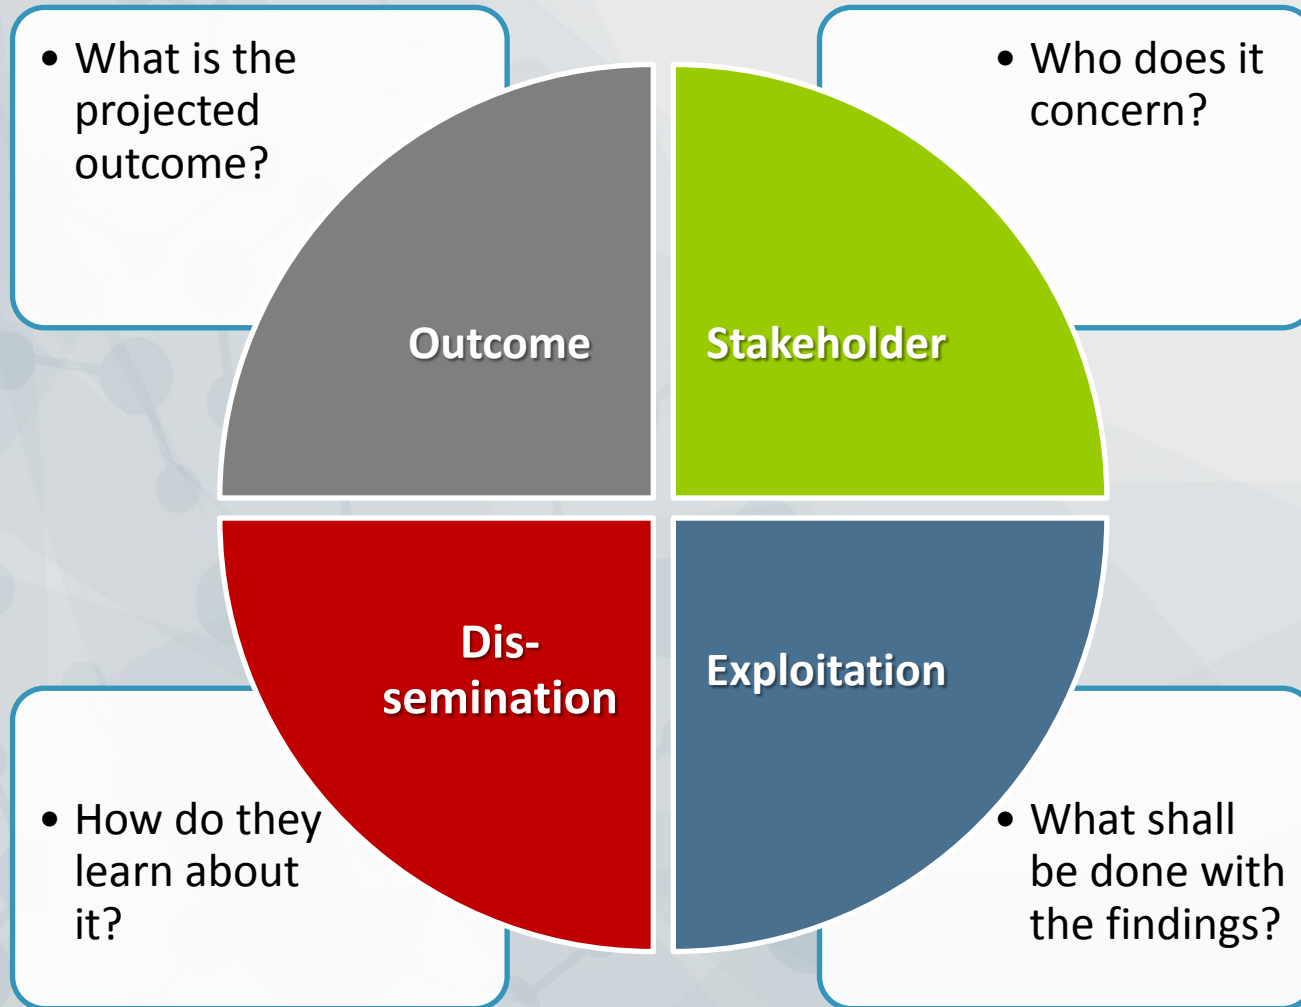 • What is the
projected
outcome?
• Who does it
concern?
Outcome
Stakeholder
Dis-
semination
Exploitation
• How do they
learn about
it?
• What shall
be done with
the findings?